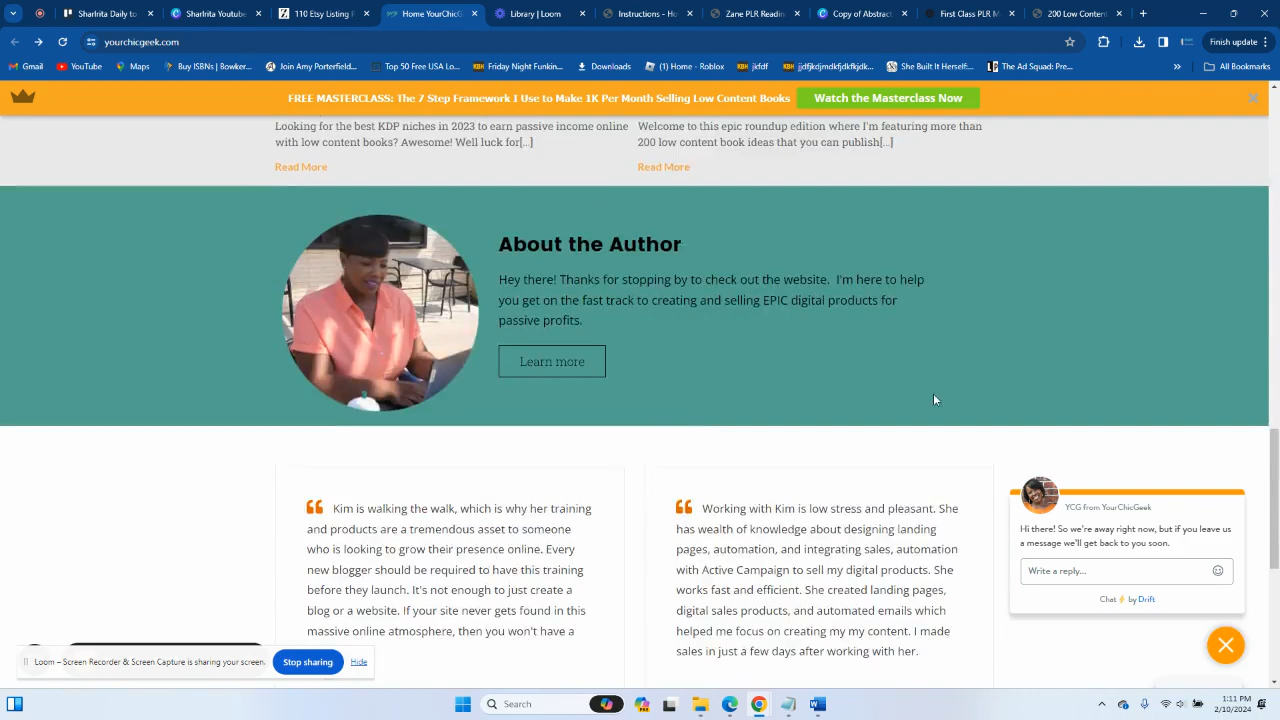 Sharlrita Daily to
Sharlrita Youtube
110 Etsy Listing
Home YourChicG
Library | Loom
Instructions - Ho
Zane PLR Readin
Copy of Abstract
First Class PLR M
200 Low Content
yourchicgeek.com
Finish update
Gmail
YouTube
Maps
Buy ISBNs | Bowker...
Join Amy Porterfield...
Top 50 Free USA Lo...
Friday Night Funkin...
Downloads
(1) Home - Roblox
jkfdf
jjdfjkdjmdkfjdkfjkdj...
She Built It Herself:...
The Ad Squad: Pre...
All Bookmarks
FREE MASTERCLASS: The 7 Step Framework I Use to Make 1K Per Month Selling Low Content Books
Watch the Masterclass Now
Looking for the best KDP niches in 2023 to earn passive income online
with low content books? Awesome! Well luck for[...]
Read More
Welcome to this epic roundup edition where I'm featuring more than
200 low content book ideas that you can publish[...]
Read More
About the Author
Hey there! Thanks for stopping by to check out the website.  I'm here to help
you get on the fast track to creating and selling EPIC digital products for
passive profits.
Learn more
Kim is walking the walk, which is why her training
and products are a tremendous asset to someone
who is looking to grow their presence online. Every
new blogger should be required to have this training
before they launch. It's not enough to just create a
blog or a website. If your site never gets found in this
massive online atmosphere, then you won't have a
Working with Kim is low stress and pleasant. She
has wealth of knowledge about designing landing
pages, automation, and integrating sales, automation
with Active Campaign to sell my digital products. She
works fast and efficient. She created landing pages,
digital sales products, and automated emails which
helped me focus on creating my my content. I made
sales in just a few days after working with her.
YCG from YourChicGeek
Hi there! So we're away right now, but if you leave us
a message we'll get back to you soon.
Write a reply...
Chat ⚡ by Drift
Loom – Screen Recorder & Screen Capture is sharing your screen.
Stop sharing
Hide
Search
1:11 PM
2/10/2024